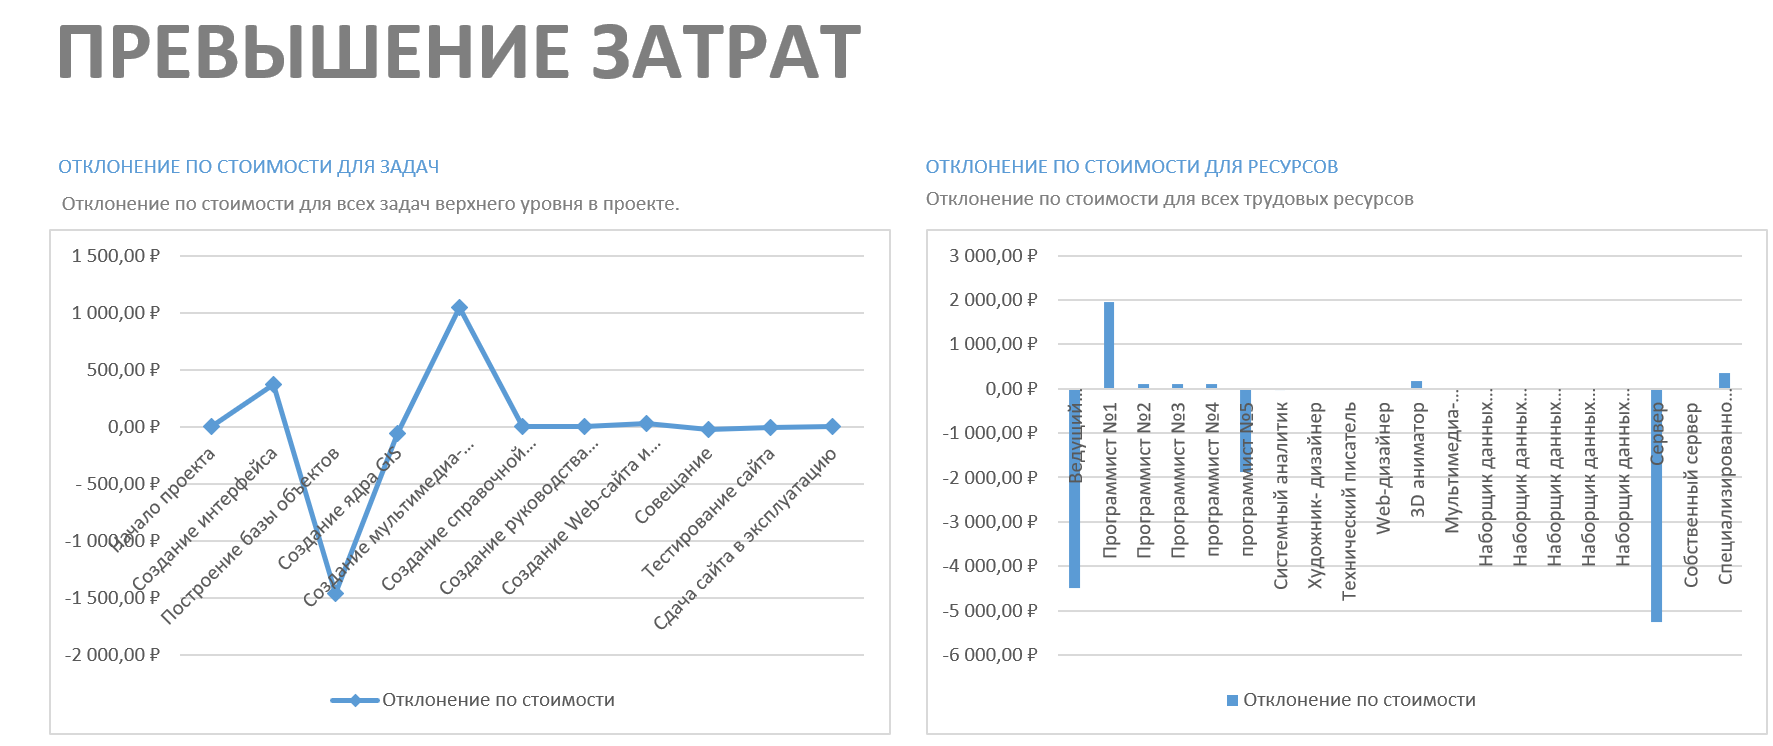 ПРЕВЫШЕНИЕ ЗАТРАТ
ОТКЛОНЕНИЕ ПО СТОИМОСТИ ДЛЯ ЗАДАЧ
Отклонение по стоимости для всех задач верхнего уровня в проекте.
1 500,00 ₽
1 000,00 ₽
500,00 ₽
0,00 ₽
- 500,00 ₽
-1 000,00 ₽
-1 500,00 ₽
-2 000,00 ₽
Начало проекта
Создание интерфейса
Построение базы объектов
Создание ядра GIS
Создание мультимедиа-...
Создание справочной...
Создание руководства...
Создание Web-сайта и...
Совещание
Тестирование сайта
Сдача сайта в эксплуатацию
Отклонение по стоимости
ОТКЛОНЕНИЕ ПО СТОИМОСТИ ДЛЯ РЕСУРСОВ
Отклонение по стоимости для всех трудовых ресурсов
3 000,00 ₽
2 000,00 ₽
1 000,00 ₽
0,00 ₽
-1 000,00 ₽
-2 000,00 ₽
-3 000,00 ₽
-4 000,00 ₽
-5 000,00 ₽
-6 000,00 ₽
Ведущий...
Программист №1
Программист №2
Программист №3
программист №4
программист №5
Системный аналитик
Художник- дизайнер
Технический писатель
Web-дизайнер
3D аниматор
Мультимедиа-...
Наборщик данных...
Наборщик данных...
Наборщик данных...
Наборщик данных...
Наборщик данных...
Сервер
Собственный сервер
Специализированно...
Отклонение по стоимости